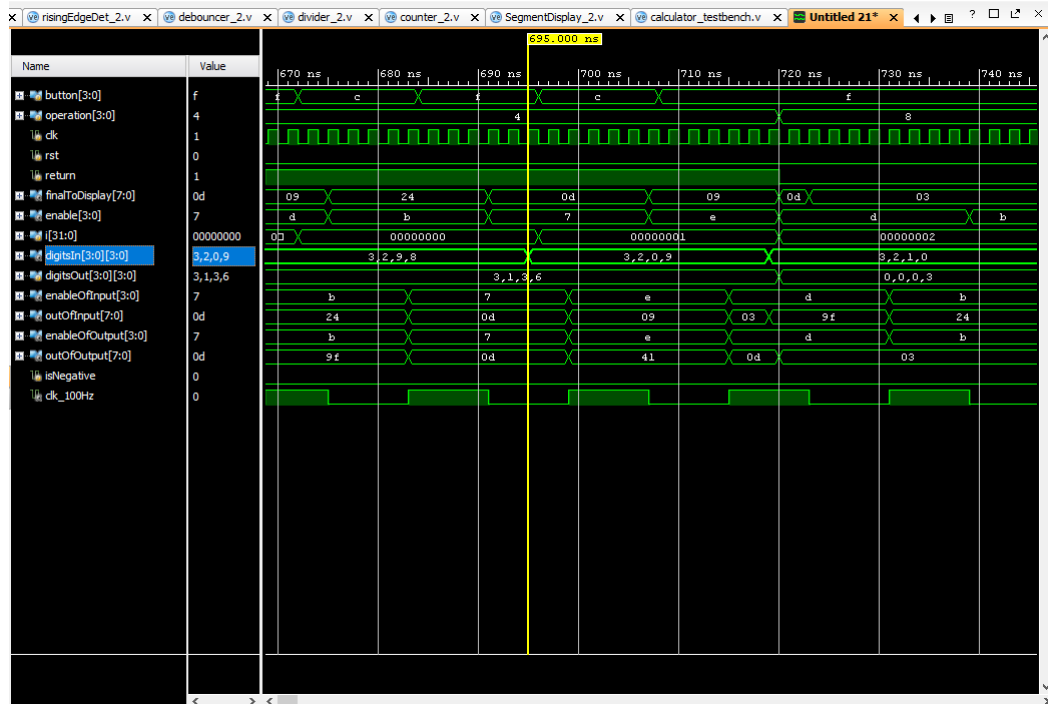 risingEdgeDet_2.v debouncer_2.v divider_2.v counter_2.v SegmentDisplay_2.v calculator_testbench.v Untitled 21*
695.000 ns
Name Value
670 ns 680 ns 690 ns 700 ns 710 ns 720 ns 730 ns 740 ns
button[3:0] f f c f c f
operation[3:0] 4 4 8
clk 1
rst 0
return 1
finalToDisplay[7:0] 0d 09 24 0d 09 0d 03
enable[3:0] 7 d b 7 e d b
i[31:0] 00000000 00000000 00000001 00000002
digitsIn[3:0][3:0] 3,2,0,9 3,2,9,8 3,2,0,9 3,2,1,0
digitsOut[3:0][3:0] 3,1,3,6 3,1,3,6 0,0,0,3
enableOfInput[3:0] 7 b 7 e d b
outOfInput[7:0] 0d 24 0d 09 03 9f 24
enableOfOutput[3:0] 7 b 7 e d b
outOfOutput[7:0] 0d 9f 0d 41 0d 03
isNegative 0
clk_100Hz 0